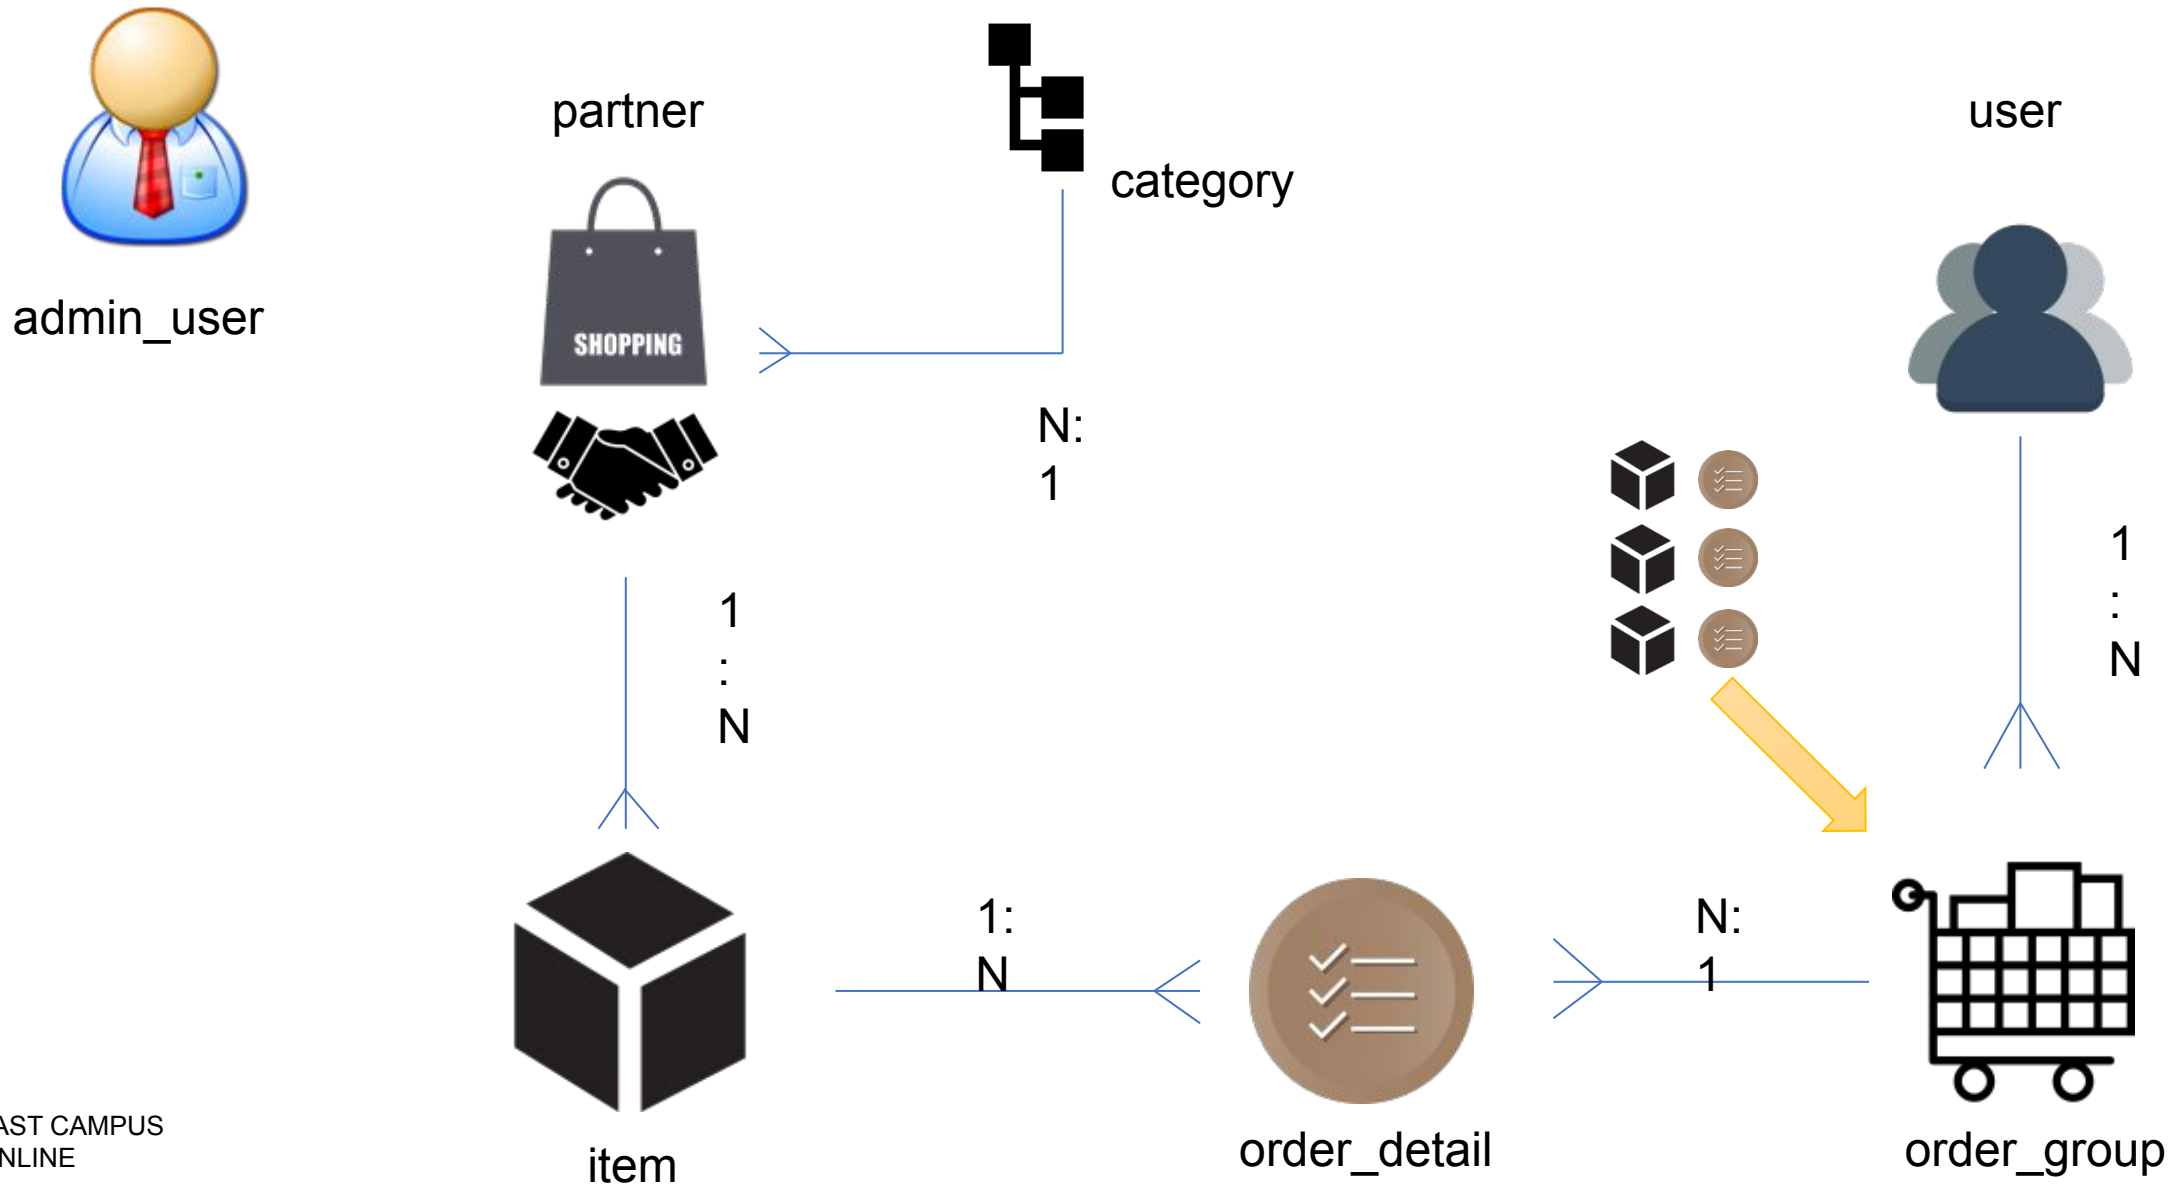 partner
category
user
SHOPPING
admin_user
N:
1
1
:
N
1
:
N
1:
N
N:
1
item
order_detail
order_group
AST CAMPUS
NLINE